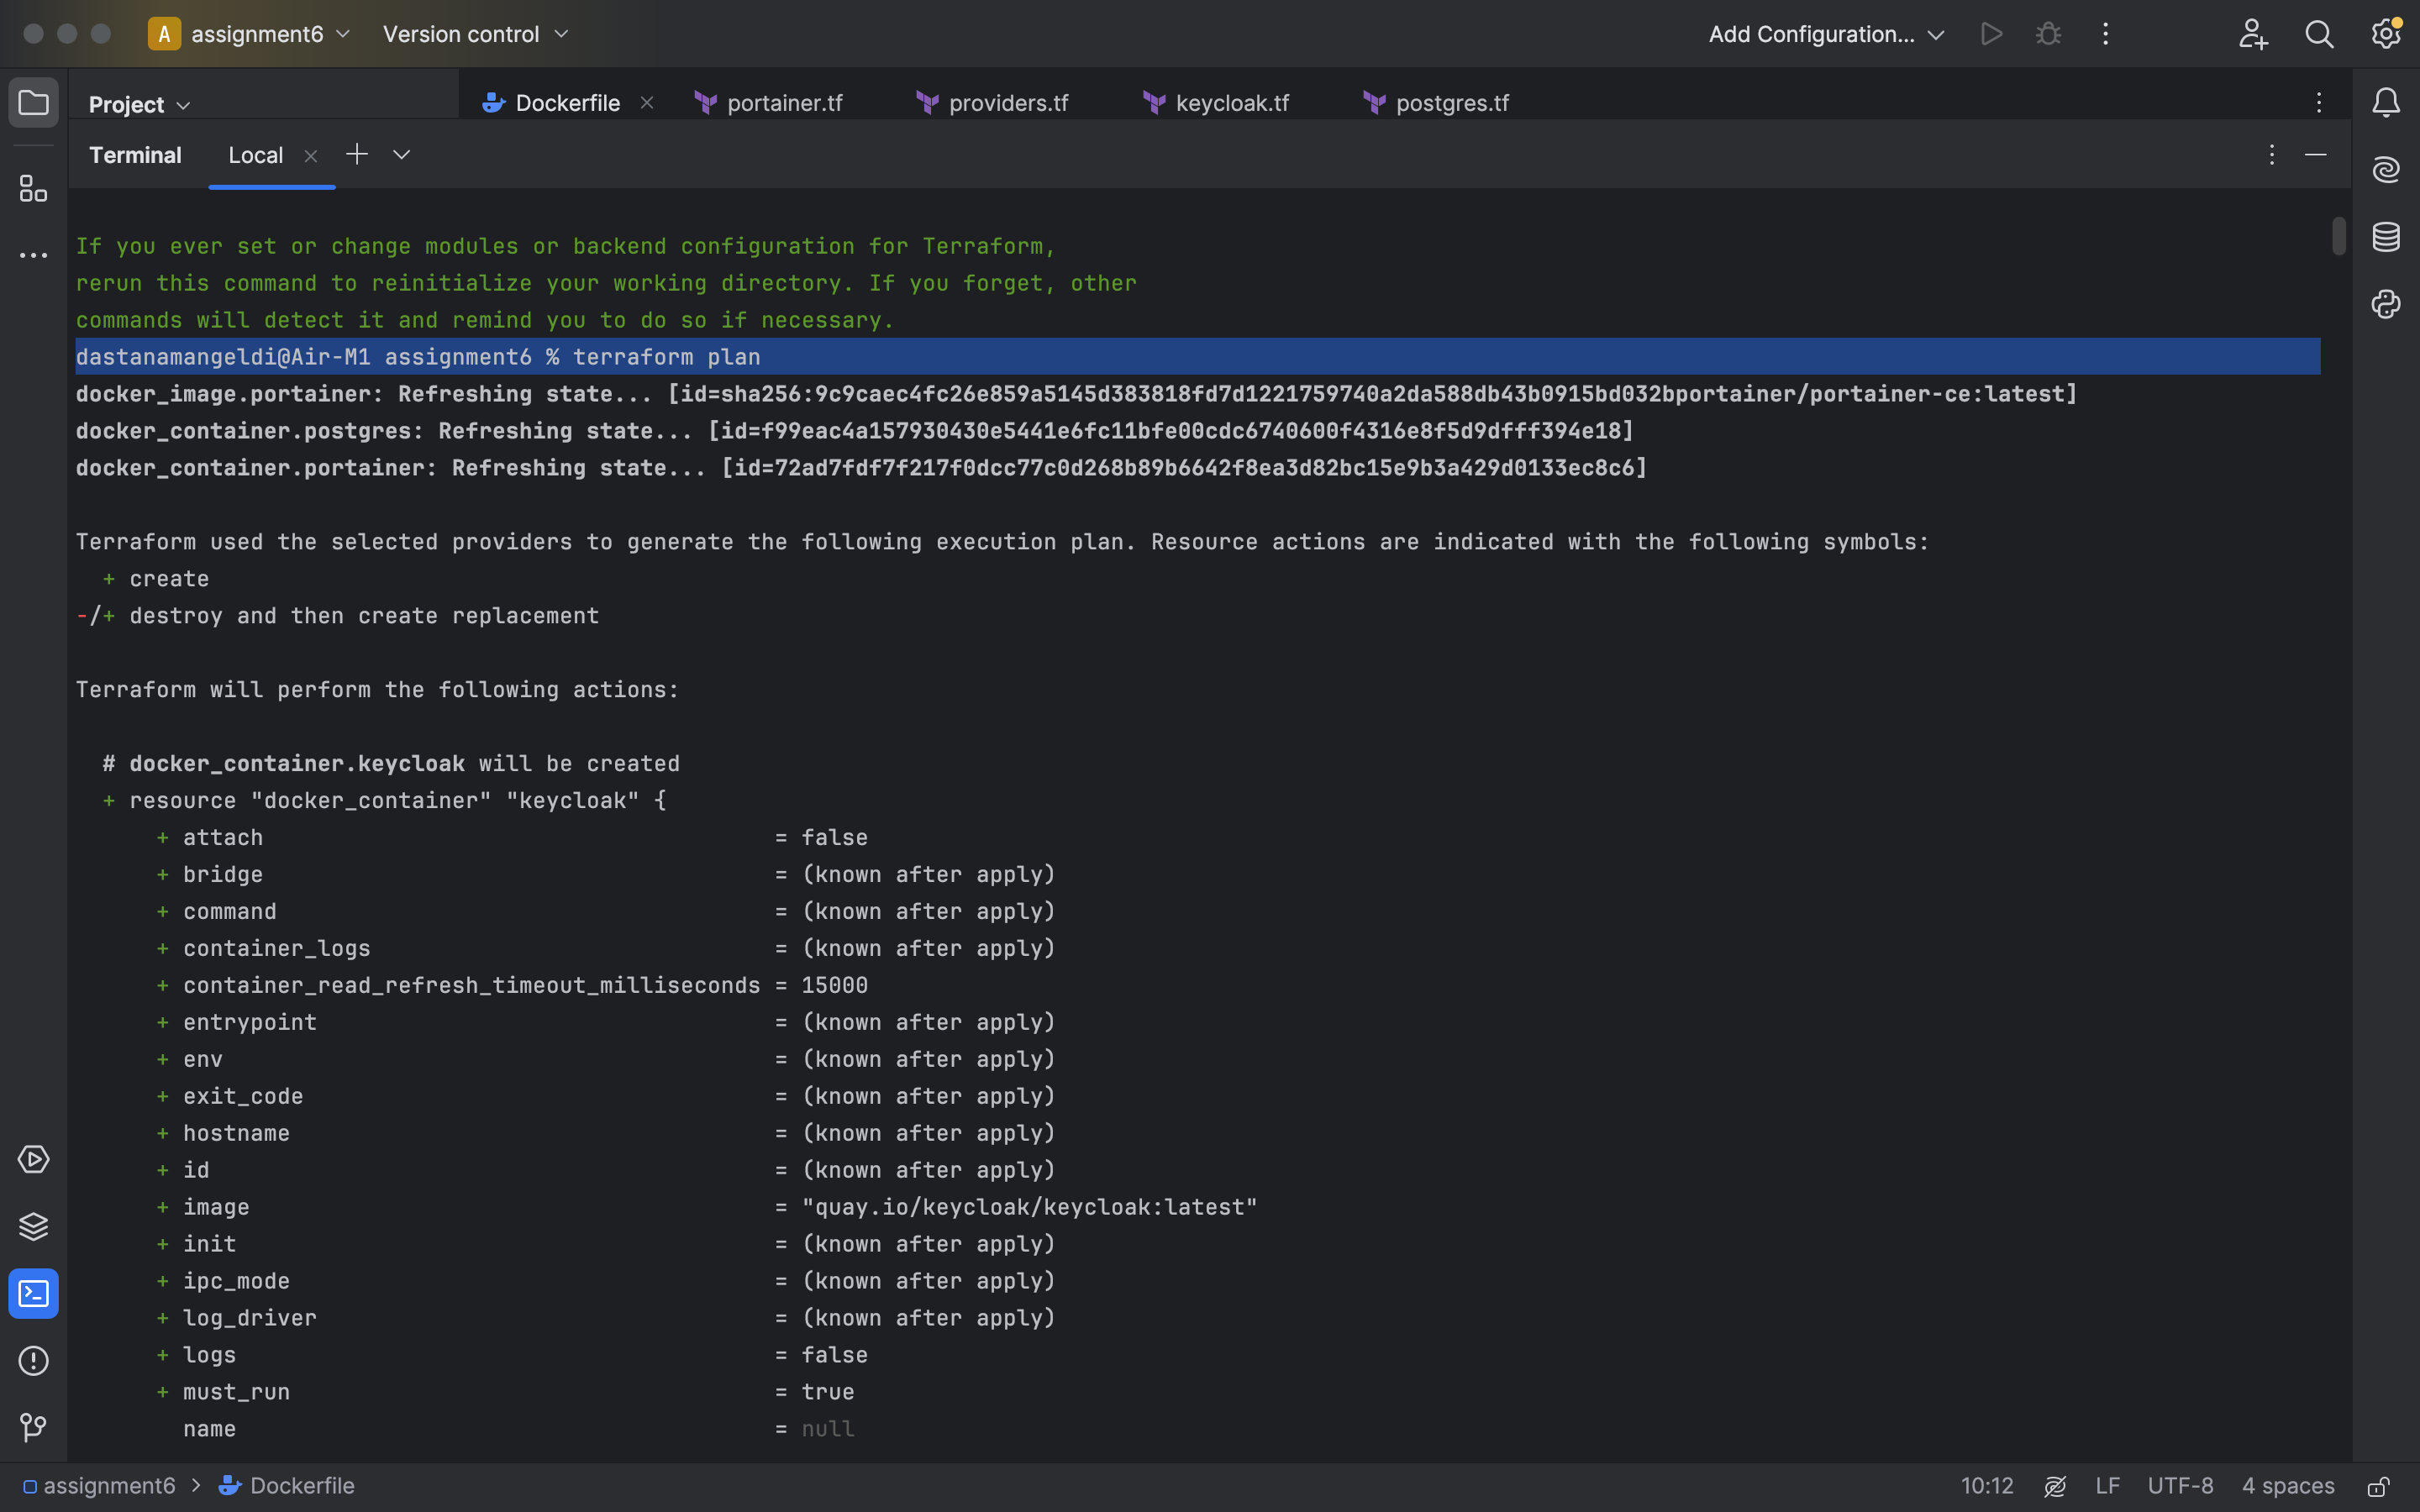 A assignment6 Version control Add Configuration...
Project Dockerfile portainer.tf providers.tf keycloak.tf postgres.tf
Terminal Local
If you ever set or change modules or backend configuration for Terraform,
rerun this command to reinitialize your working directory. If you forget, other
commands will detect it and remind you to do so if necessary.
dastanamangeldi@Air-M1 assignment6 % terraform plan
docker_image.portainer: Refreshing state... [id=sha256:9c9caec4fc26e859a5145d383818fd7d1221759740a2da588db43b0915bd032bportainer/portainer-ce:latest]
docker_container.postgres: Refreshing state... [id=f99eac4a157930430e5441e6fc11bfe00cdc6740600f4316e8f5d9dfff394e18]
docker_container.portainer: Refreshing state... [id=72ad7fdf7f217f0dcc77c0d268b89b6642f8ea3d82bc15e9b3a429d0133ec8c6]
Terraform used the selected providers to generate the following execution plan. Resource actions are indicated with the following symbols:
+ create
-/+ destroy and then create replacement
Terraform will perform the following actions:
# docker_container.keycloak will be created
+ resource "docker_container" "keycloak" {
+ attach = false
+ bridge = (known after apply)
+ command = (known after apply)
+ container_logs = (known after apply)
+ container_read_refresh_timeout_milliseconds = 15000
+ entrypoint = (known after apply)
+ env = (known after apply)
+ exit_code = (known after apply)
+ hostname = (known after apply)
+ id = (known after apply)
+ image = "quay.io/keycloak/keycloak:latest"
+ init = (known after apply)
+ ipc_mode = (known after apply)
+ log_driver = (known after apply)
+ logs = false
+ must_run = true
name = null
assignment6 > Dockerfile 10:12 LF UTF-8 4 spaces